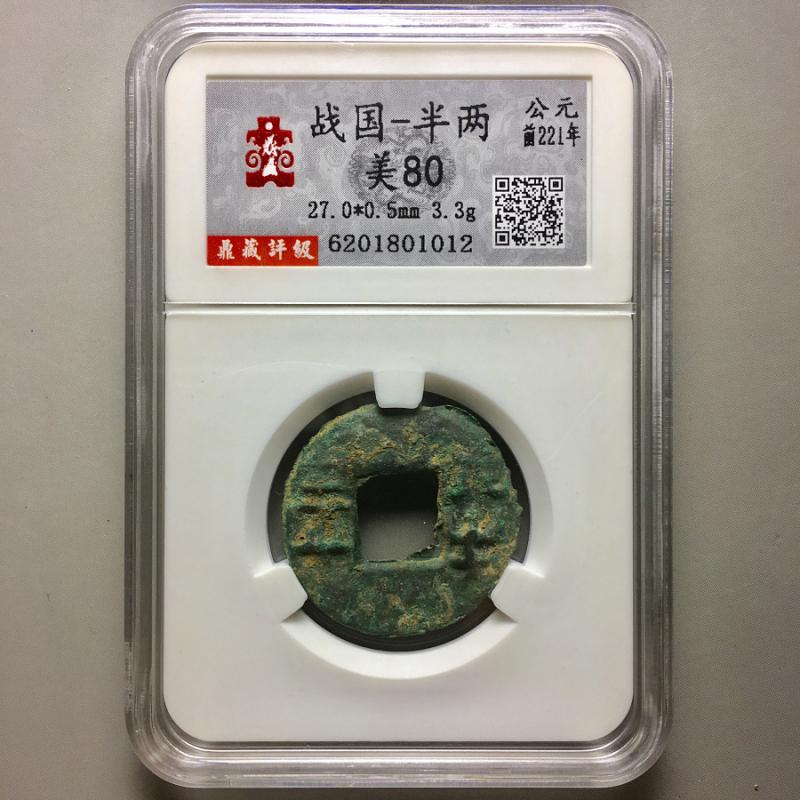 战国-半两
公元
前221年
美80
27.0*0.5mm 3.3g
鼎藏評級
6201801012